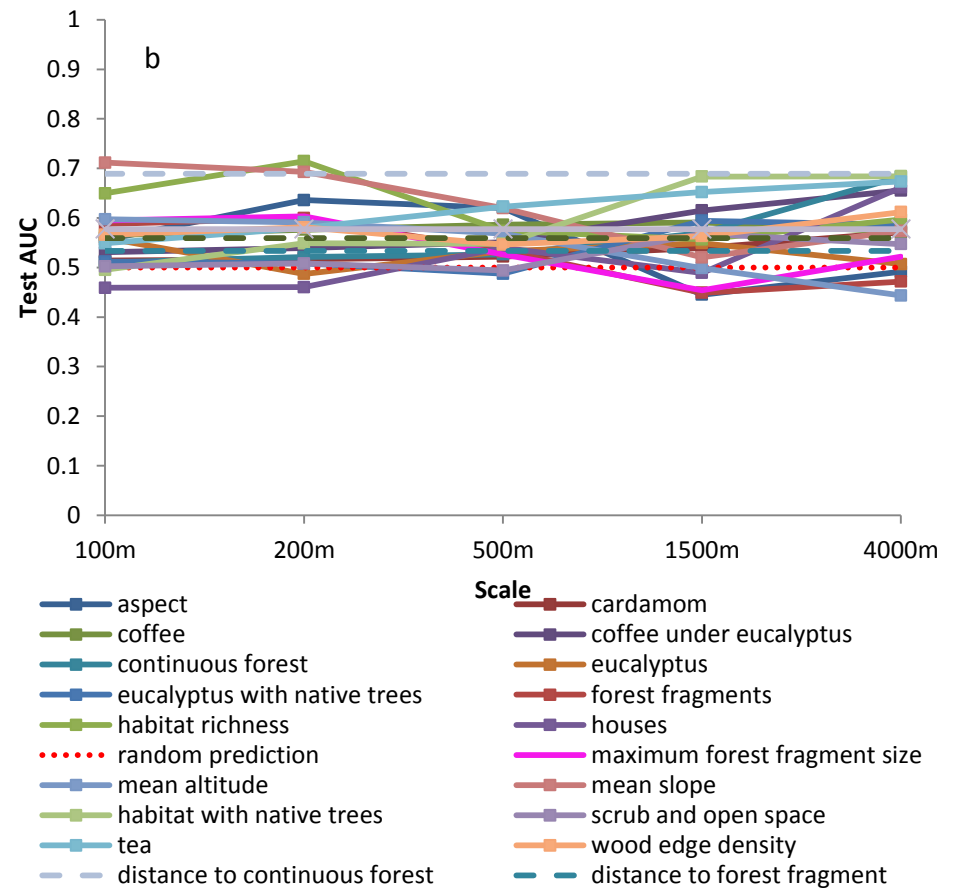 b
1
0.9
0.8
0.7
0.6
0.5
0.4
0.3
0.2
0.1
0
Test AUC
100m 200m 500m 1500m 4000m
Scale
aspect cardamom
coffee coffee under eucalyptus
continuous forest eucalyptus
eucalyptus with native trees forest fragments
habitat richness houses
random prediction maximum forest fragment size
mean altitude mean slope
habitat with native trees scrub and open space
tea wood edge density
distance to continuous forest distance to forest fragment